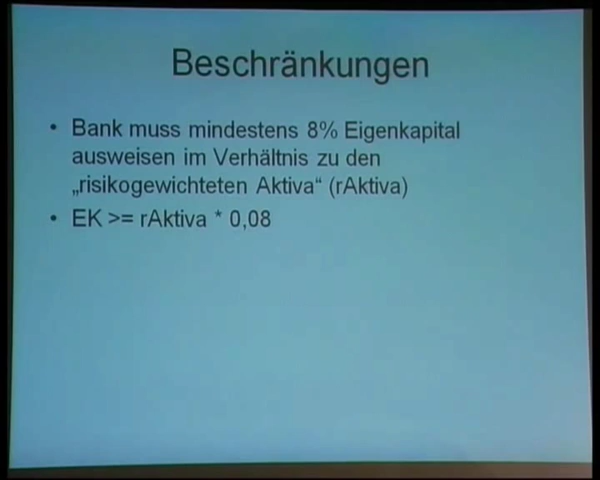 Beschränkungen
• Bank muss mindestens 8% Eigenkapital
ausweisen im Verhältnis zu den
„risikogewichteten Aktiva“ (rAktiva)
• EK >= rAktiva * 0,08